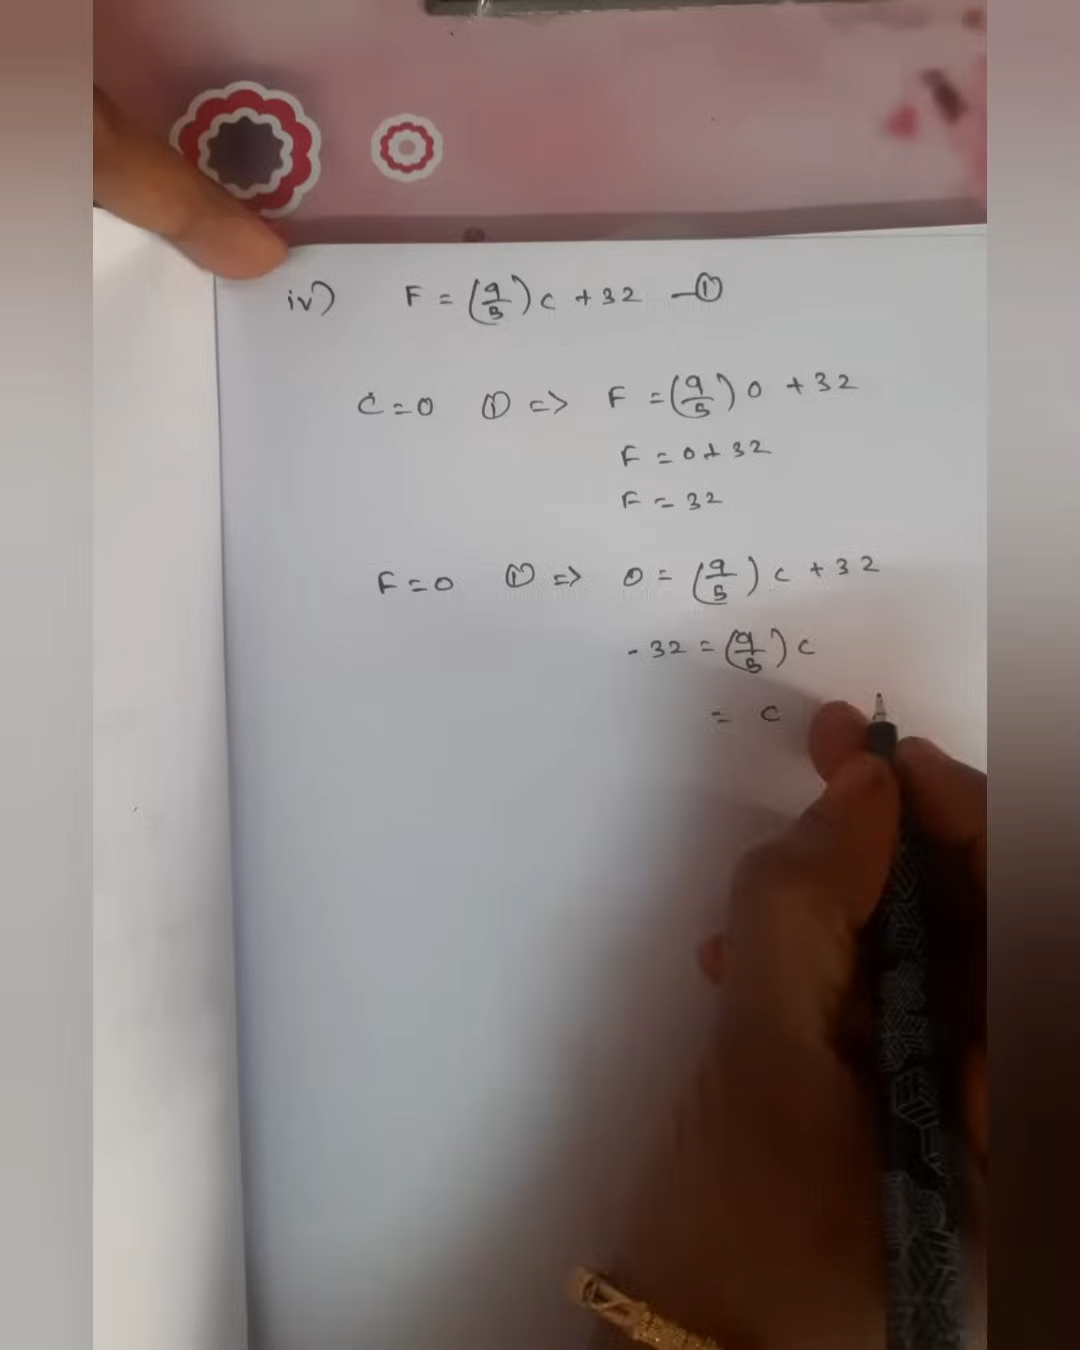 iv) F = (9/5) c + 32 —①
c = 0 ① => F = (9/5) 0 + 32
F = 0 + 32
F = 32
F = 0 ① => 0 = (9/5) c + 32
- 32 = (9/5) c
= c